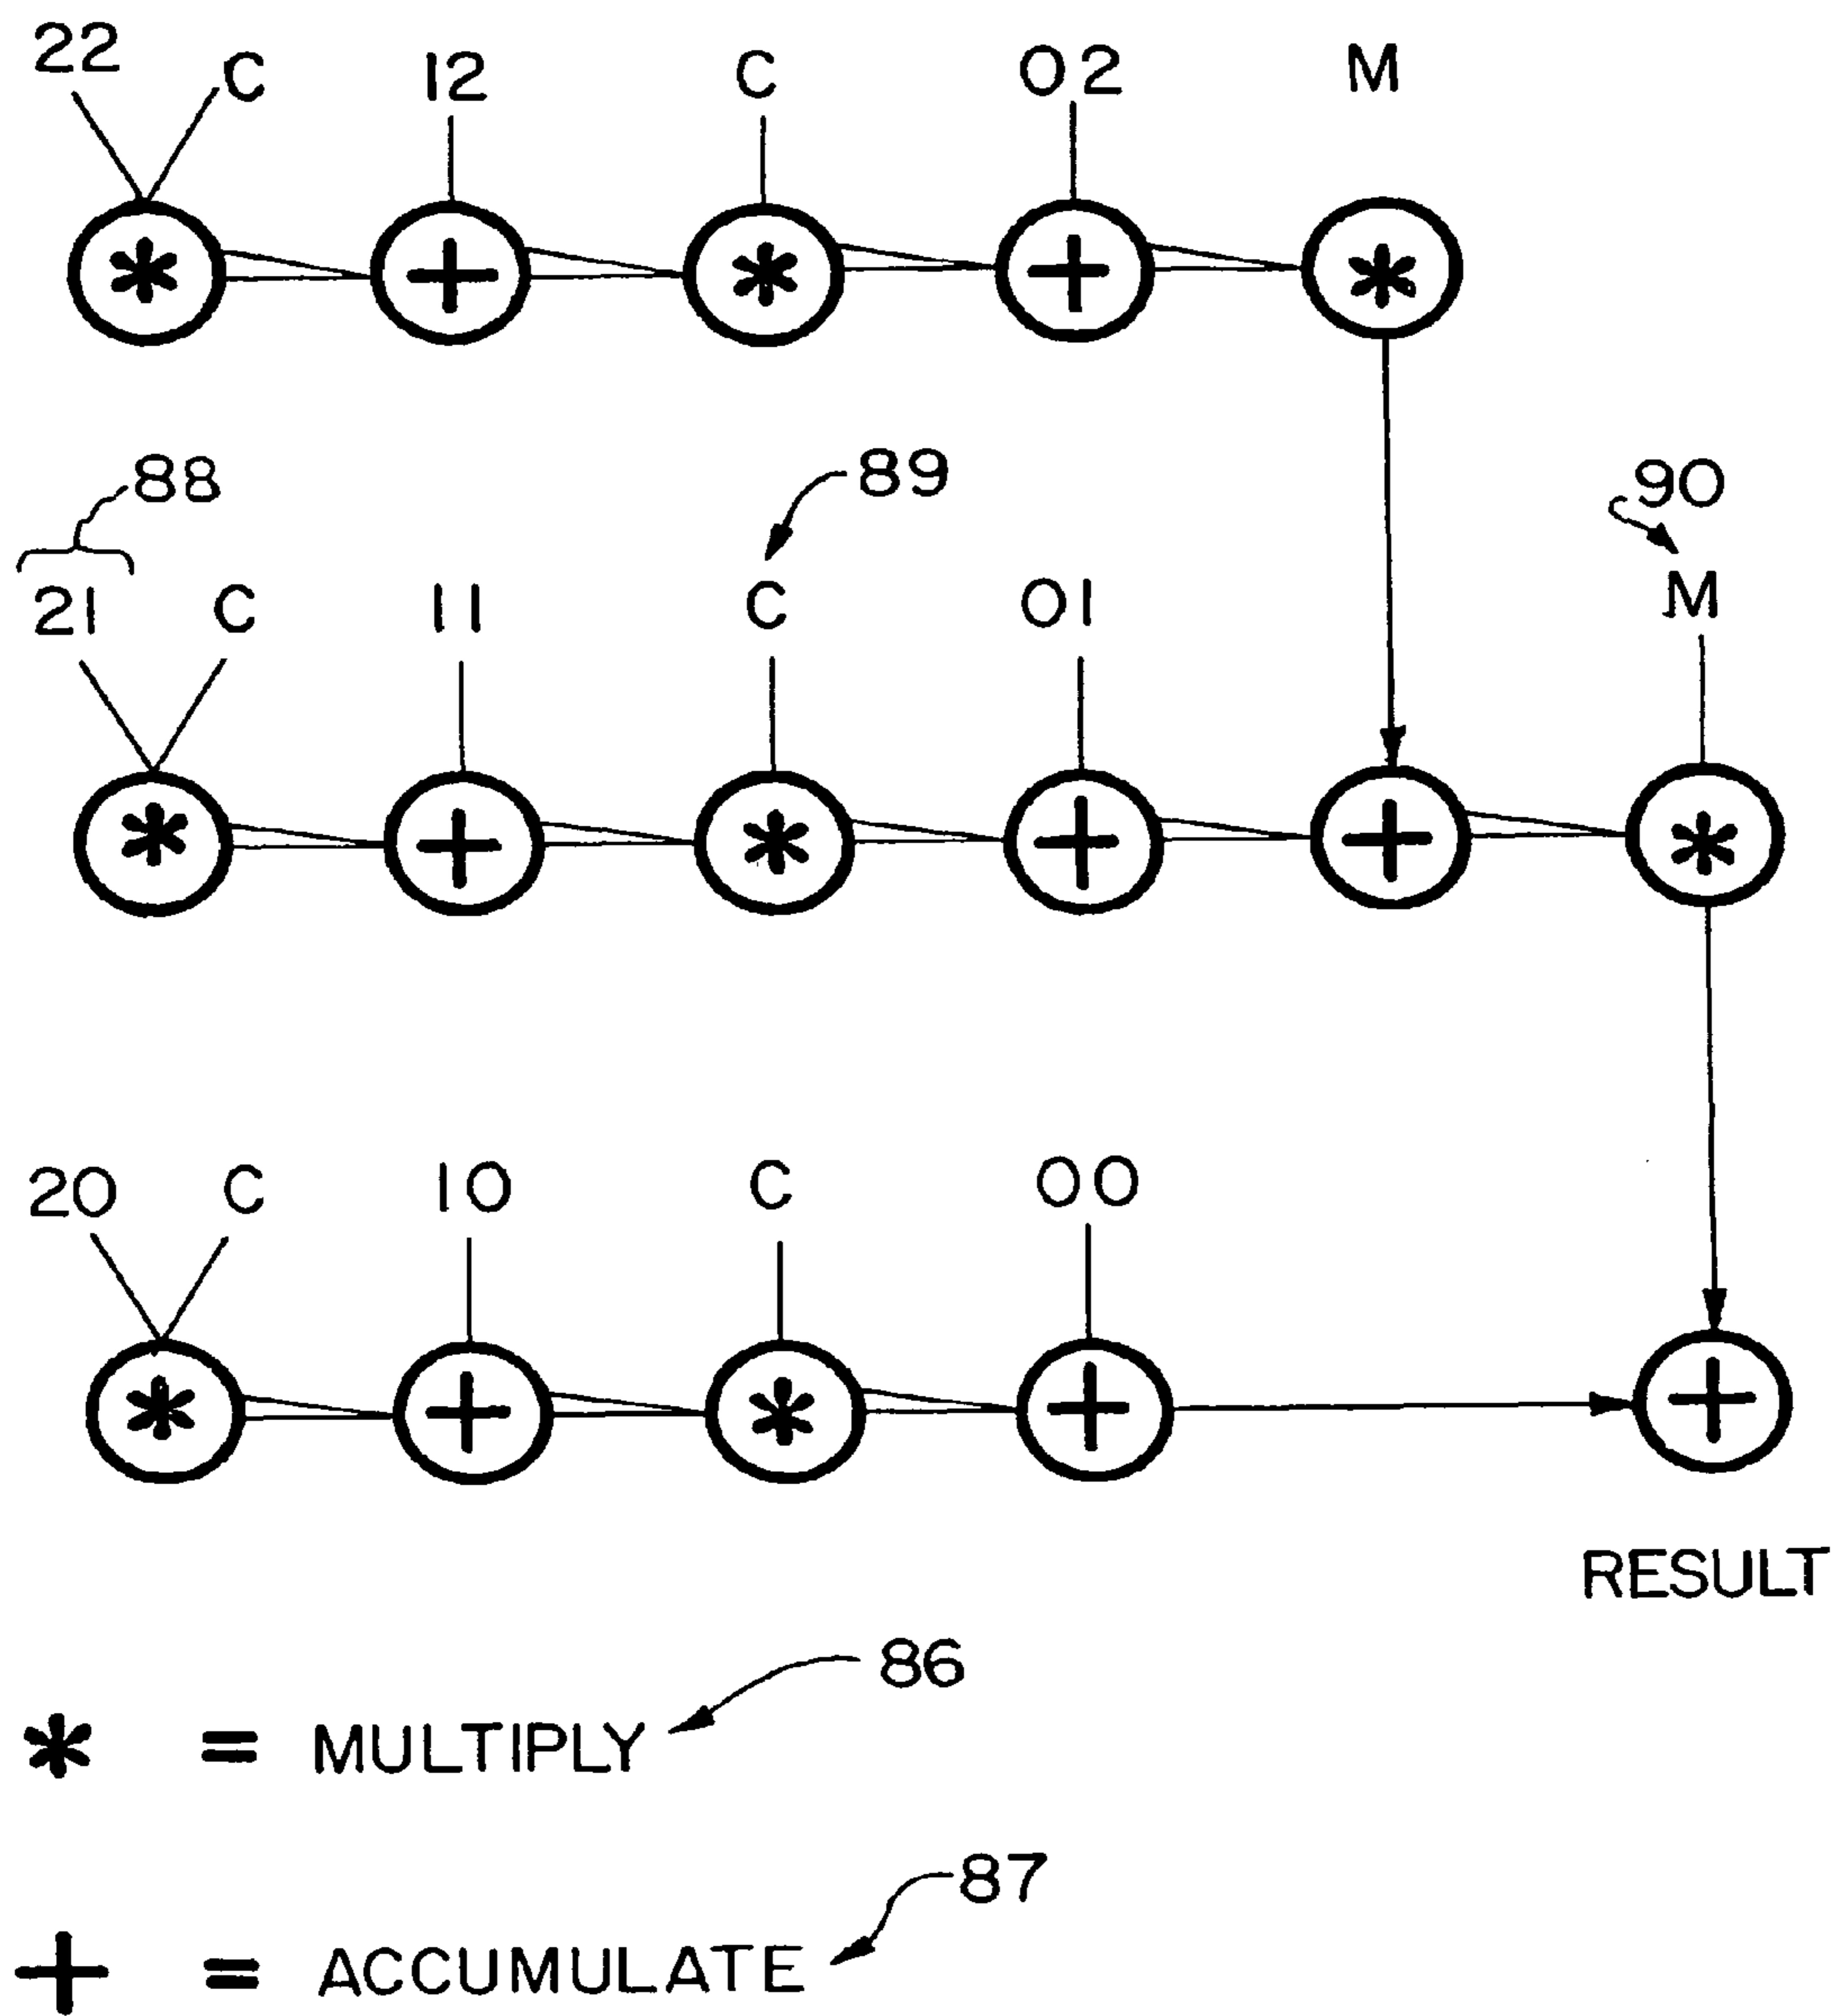 22 C 12 C 02 M
* + * + *
88 89 90
21 C 11 C 01 M
* + * + + *
20 C 10 C 00
* + * + +
RESULT
86
* = MULTIPLY
87
+ = ACCUMULATE